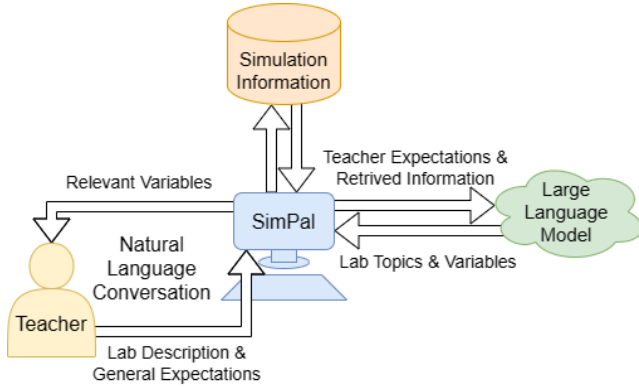 Simulation
Information
Teacher Expectations &
Retrived Information
Relevant Variables
Large
Language
Model
SimPal
Natural
Language
Conversation
Lab Topics & Variables
Teacher
Lab Description &
General Expectations